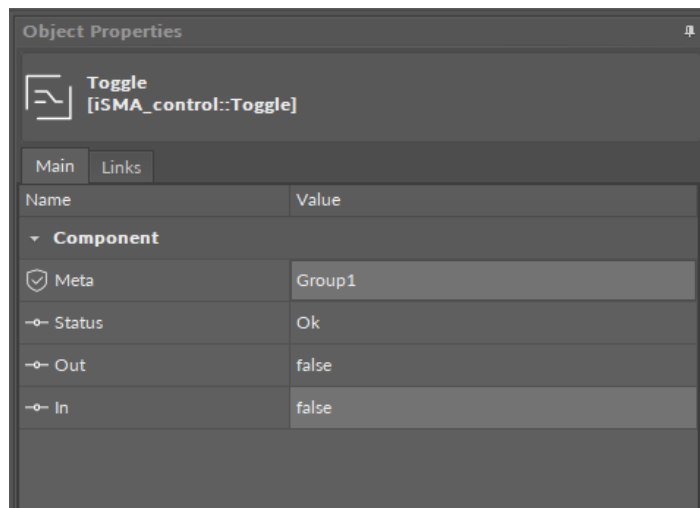 Object Properties
Toggle
[iSMA_control::Toggle]
Main Links
Name Value
Component
Meta Group1
Status Ok
Out false
In false